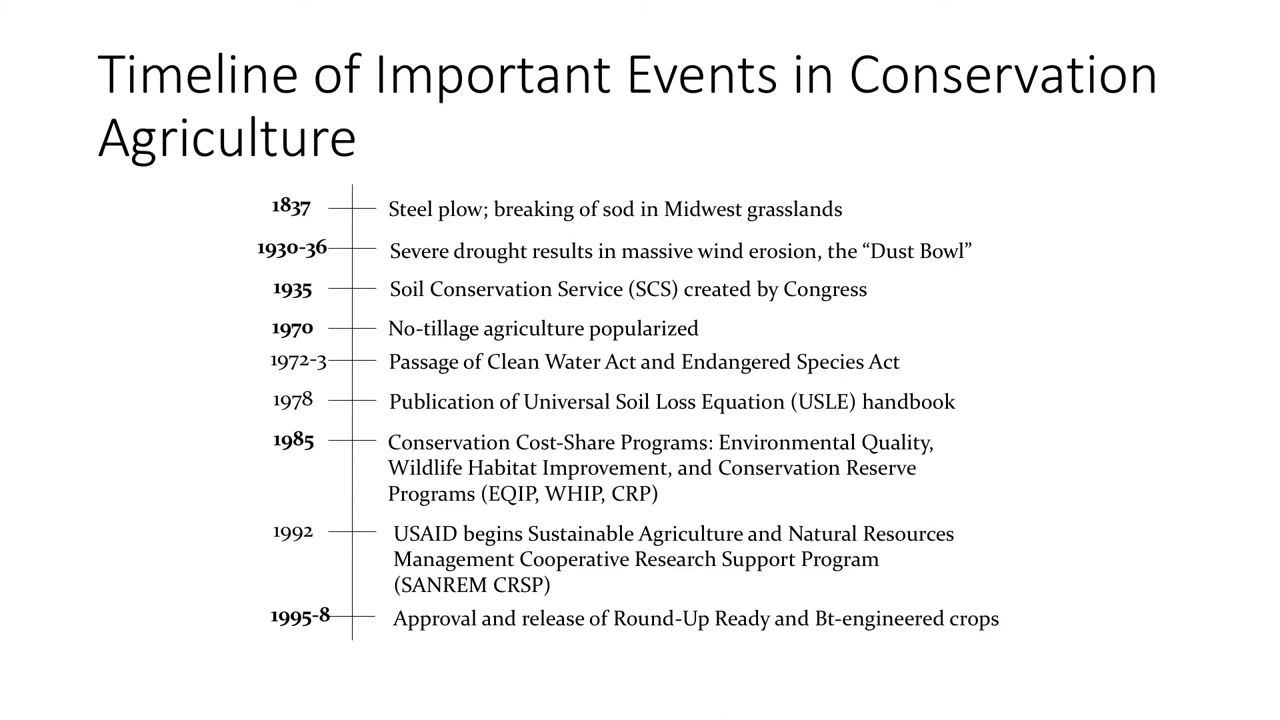 Timeline of Important Events in Conservation
Agriculture
1837 Steel plow; breaking of sod in Midwest grasslands
1930-36 Severe drought results in massive wind erosion, the “Dust Bowl”
1935 Soil Conservation Service (SCS) created by Congress
1970 No-tillage agriculture popularized
1972-3 Passage of Clean Water Act and Endangered Species Act
1978 Publication of Universal Soil Loss Equation (USLE) handbook
1985 Conservation Cost-Share Programs: Environmental Quality,
Wildlife Habitat Improvement, and Conservation Reserve
Programs (EQIP, WHIP, CRP)
1992 USAID begins Sustainable Agriculture and Natural Resources
Management Cooperative Research Support Program
(SANREM CRSP)
1995-8 Approval and release of Round-Up Ready and Bt-engineered crops